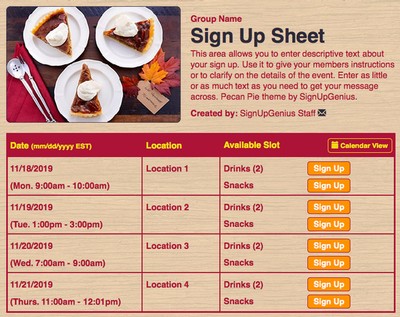 Group Name
Sign Up Sheet
This area allows you to enter descriptive text about
your sign up. Use it to give your members instructions
or to clarify on the details of the event. Enter as little
or as much text as you need to get your message
across. Pecan Pie theme by SignUpGenius.
Created by: SignUpGenius Staff
Date (mm/dd/yyyy EST) Location Available Slot Calendar View
11/18/2019 Location 1 Drinks (2) Sign Up
(Mon. 9:00am - 10:00am) Snacks Sign Up
11/19/2019 Location 2 Drinks (2) Sign Up
(Tue. 1:00pm - 3:00pm) Snacks Sign Up
11/20/2019 Location 3 Drinks (2) Sign Up
(Wed. 7:00am - 9:00am) Snacks Sign Up
11/21/2019 Location 4 Drinks (2) Sign Up
(Thurs. 11:00am - 12:01pm) Snacks Sign Up